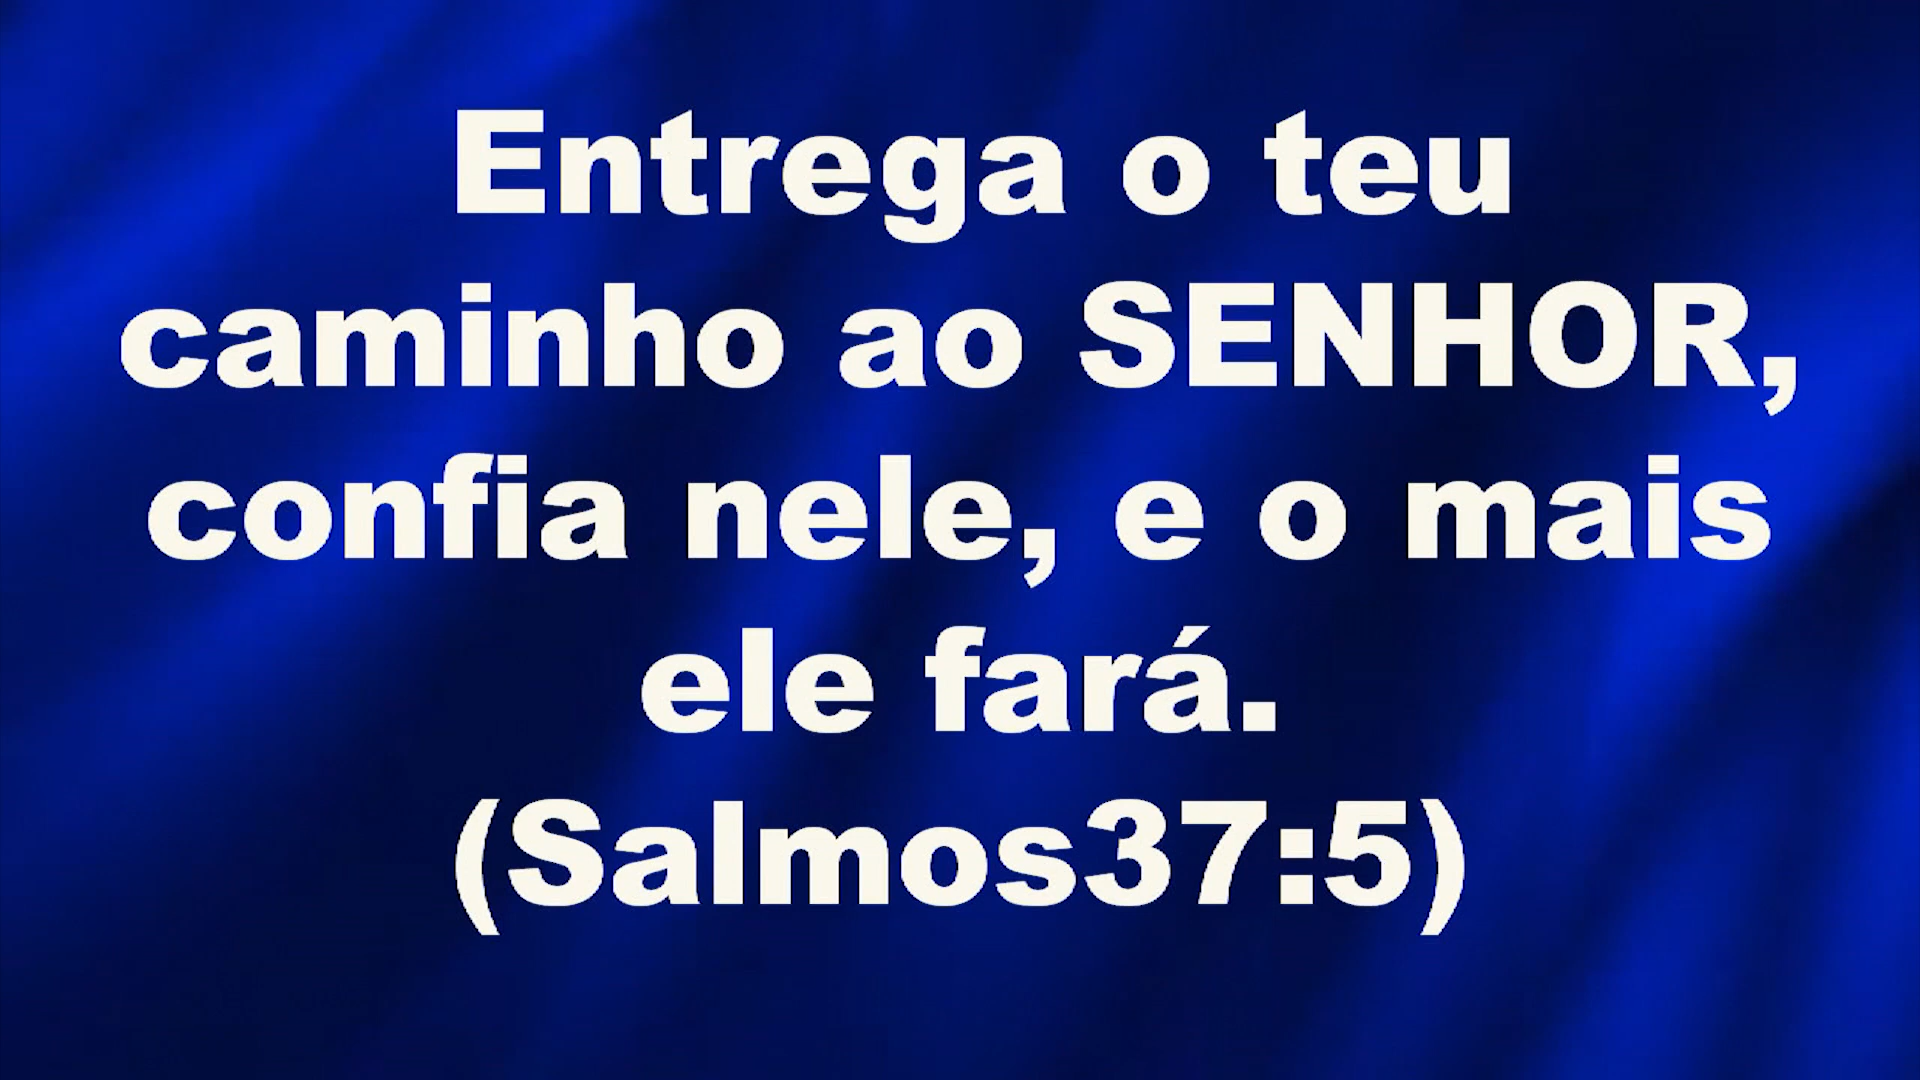 Entrega o teu
caminho ao SENHOR,
confia nele, e o mais
ele fará.
(Salmos37:5)